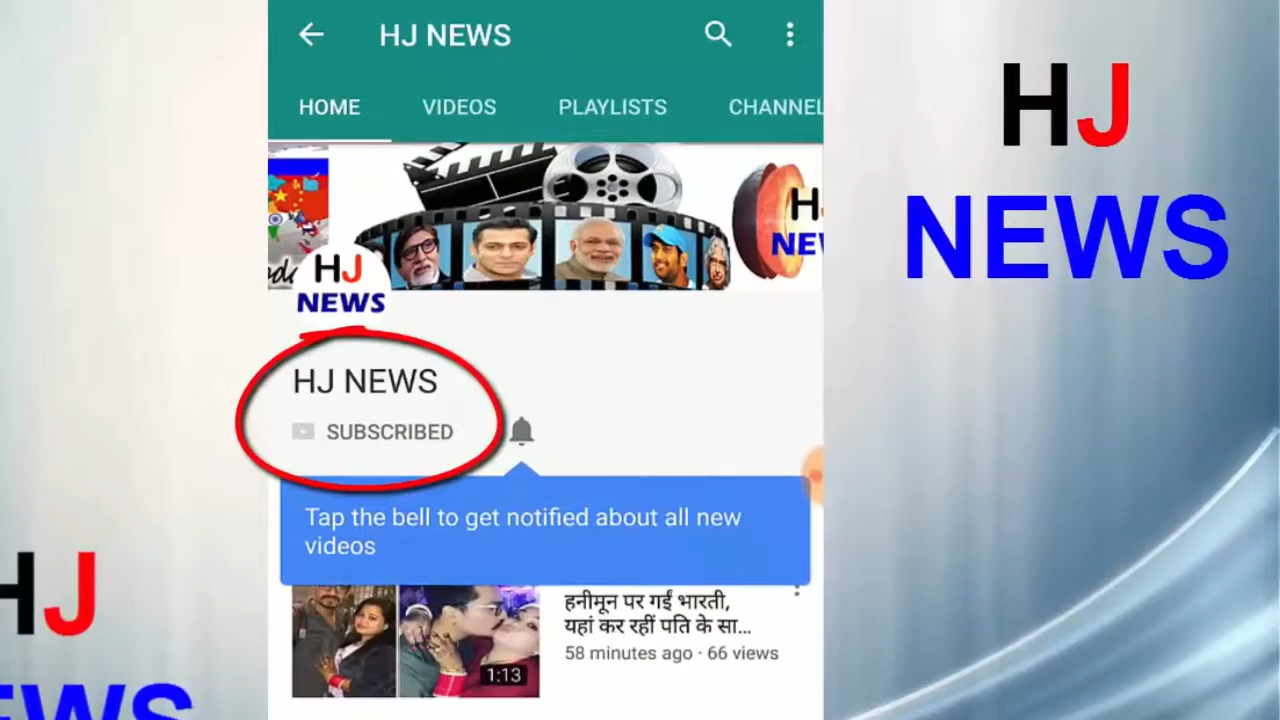 HJ NEWS
HOME VIDEOS PLAYLISTS CHANNEL
HJ
NEWS
HJ
NEWS
HJ NEWS
SUBSCRIBED
Tap the bell to get notified about all new
videos
हनीमून पर गईं भारती,
यहां कर रहीं पति के सा...
58 minutes ago · 66 views
1:13
HJ